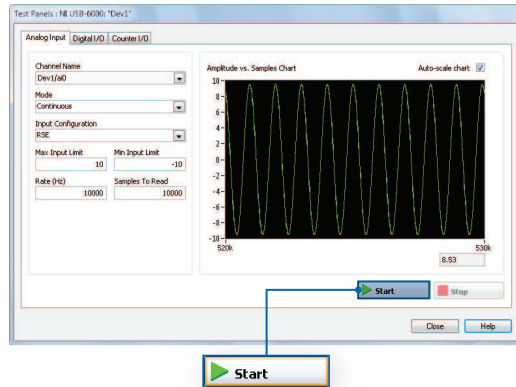 Test Panels : NI USB-6000: "Dev1"
Analog Input Digital I/O Counter I/O
Channel Name
Dev1/ai0
Mode
Continuous
Input Configuration
RSE
Max Input Limit Min Input Limit
10 -10
Rate (Hz) Samples To Read
10000 10000
Amplitude vs. Samples Chart Auto-scale chart
10
8
6
4
2
0
-2
-4
-6
-8
-10
520k 530k
8.53
Start Stop
Close Help
Start